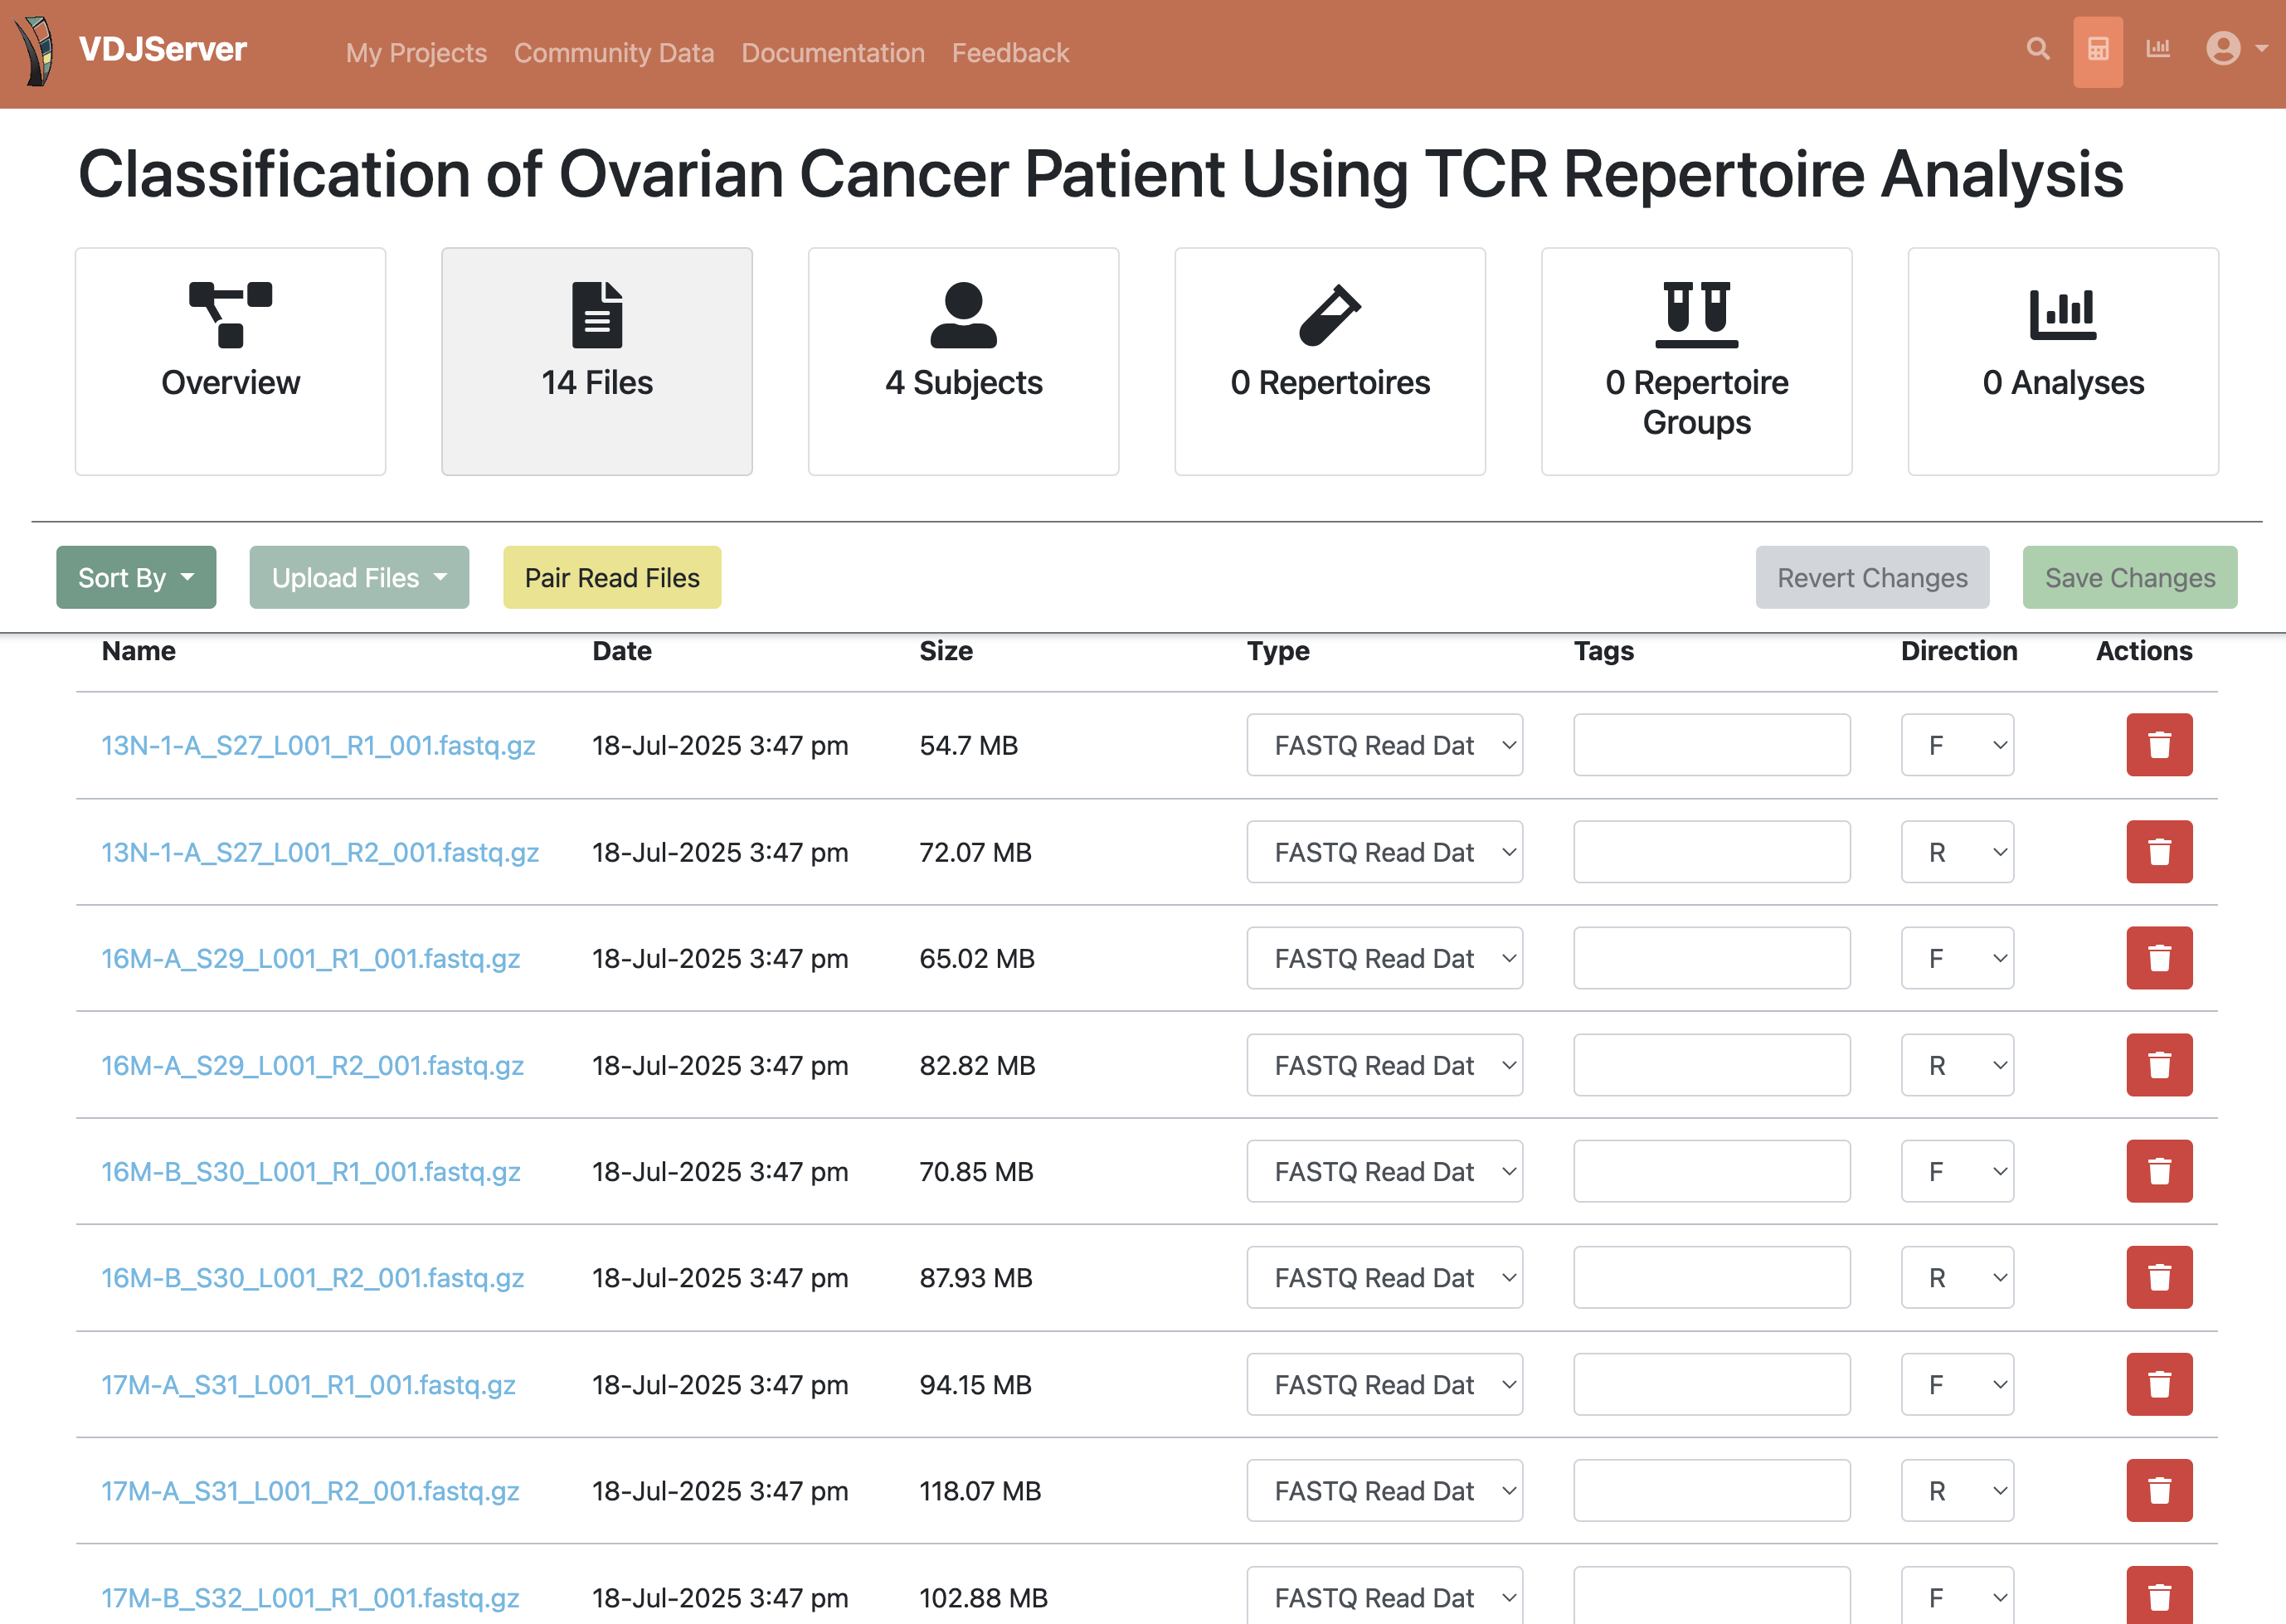 VDJServer My Projects Community Data Documentation Feedback
Classification of Ovarian Cancer Patient Using TCR Repertoire Analysis
Overview 14 Files 4 Subjects 0 Repertoires 0 Repertoire Groups 0 Analyses
Sort By Upload Files Pair Read Files Revert Changes Save Changes
Name Date Size Type Tags Direction Actions
13N-1-A_S27_L001_R1_001.fastq.gz 18-Jul-2025 3:47 pm 54.7 MB FASTQ Read Dat F
13N-1-A_S27_L001_R2_001.fastq.gz 18-Jul-2025 3:47 pm 72.07 MB FASTQ Read Dat R
16M-A_S29_L001_R1_001.fastq.gz 18-Jul-2025 3:47 pm 65.02 MB FASTQ Read Dat F
16M-A_S29_L001_R2_001.fastq.gz 18-Jul-2025 3:47 pm 82.82 MB FASTQ Read Dat R
16M-B_S30_L001_R1_001.fastq.gz 18-Jul-2025 3:47 pm 70.85 MB FASTQ Read Dat F
16M-B_S30_L001_R2_001.fastq.gz 18-Jul-2025 3:47 pm 87.93 MB FASTQ Read Dat R
17M-A_S31_L001_R1_001.fastq.gz 18-Jul-2025 3:47 pm 94.15 MB FASTQ Read Dat F
17M-A_S31_L001_R2_001.fastq.gz 18-Jul-2025 3:47 pm 118.07 MB FASTQ Read Dat R
17M-B_S32_L001_R1_001.fastq.gz 18-Jul-2025 3:47 pm 102.88 MB FASTQ Read Dat F